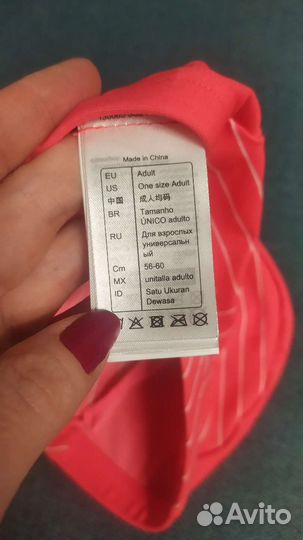 Made in China
EU Adult
US One size Adult
中国 成人均码
BR Tamanho
ÚNICO adulto
RU Для взрослых
универсальн
ый
Cm 56-60
MX unitalla adulto
ID Satu Ukuran
Dewasa
Avito